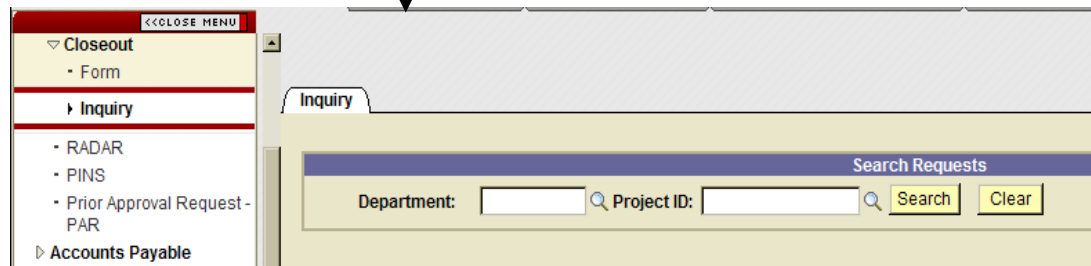 <<CLOSE MENU
Closeout
Form
Inquiry
RADAR
PINS
Prior Approval Request -
PAR
Accounts Payable
Inquiry
Search Requests
Department: Project ID: Search Clear